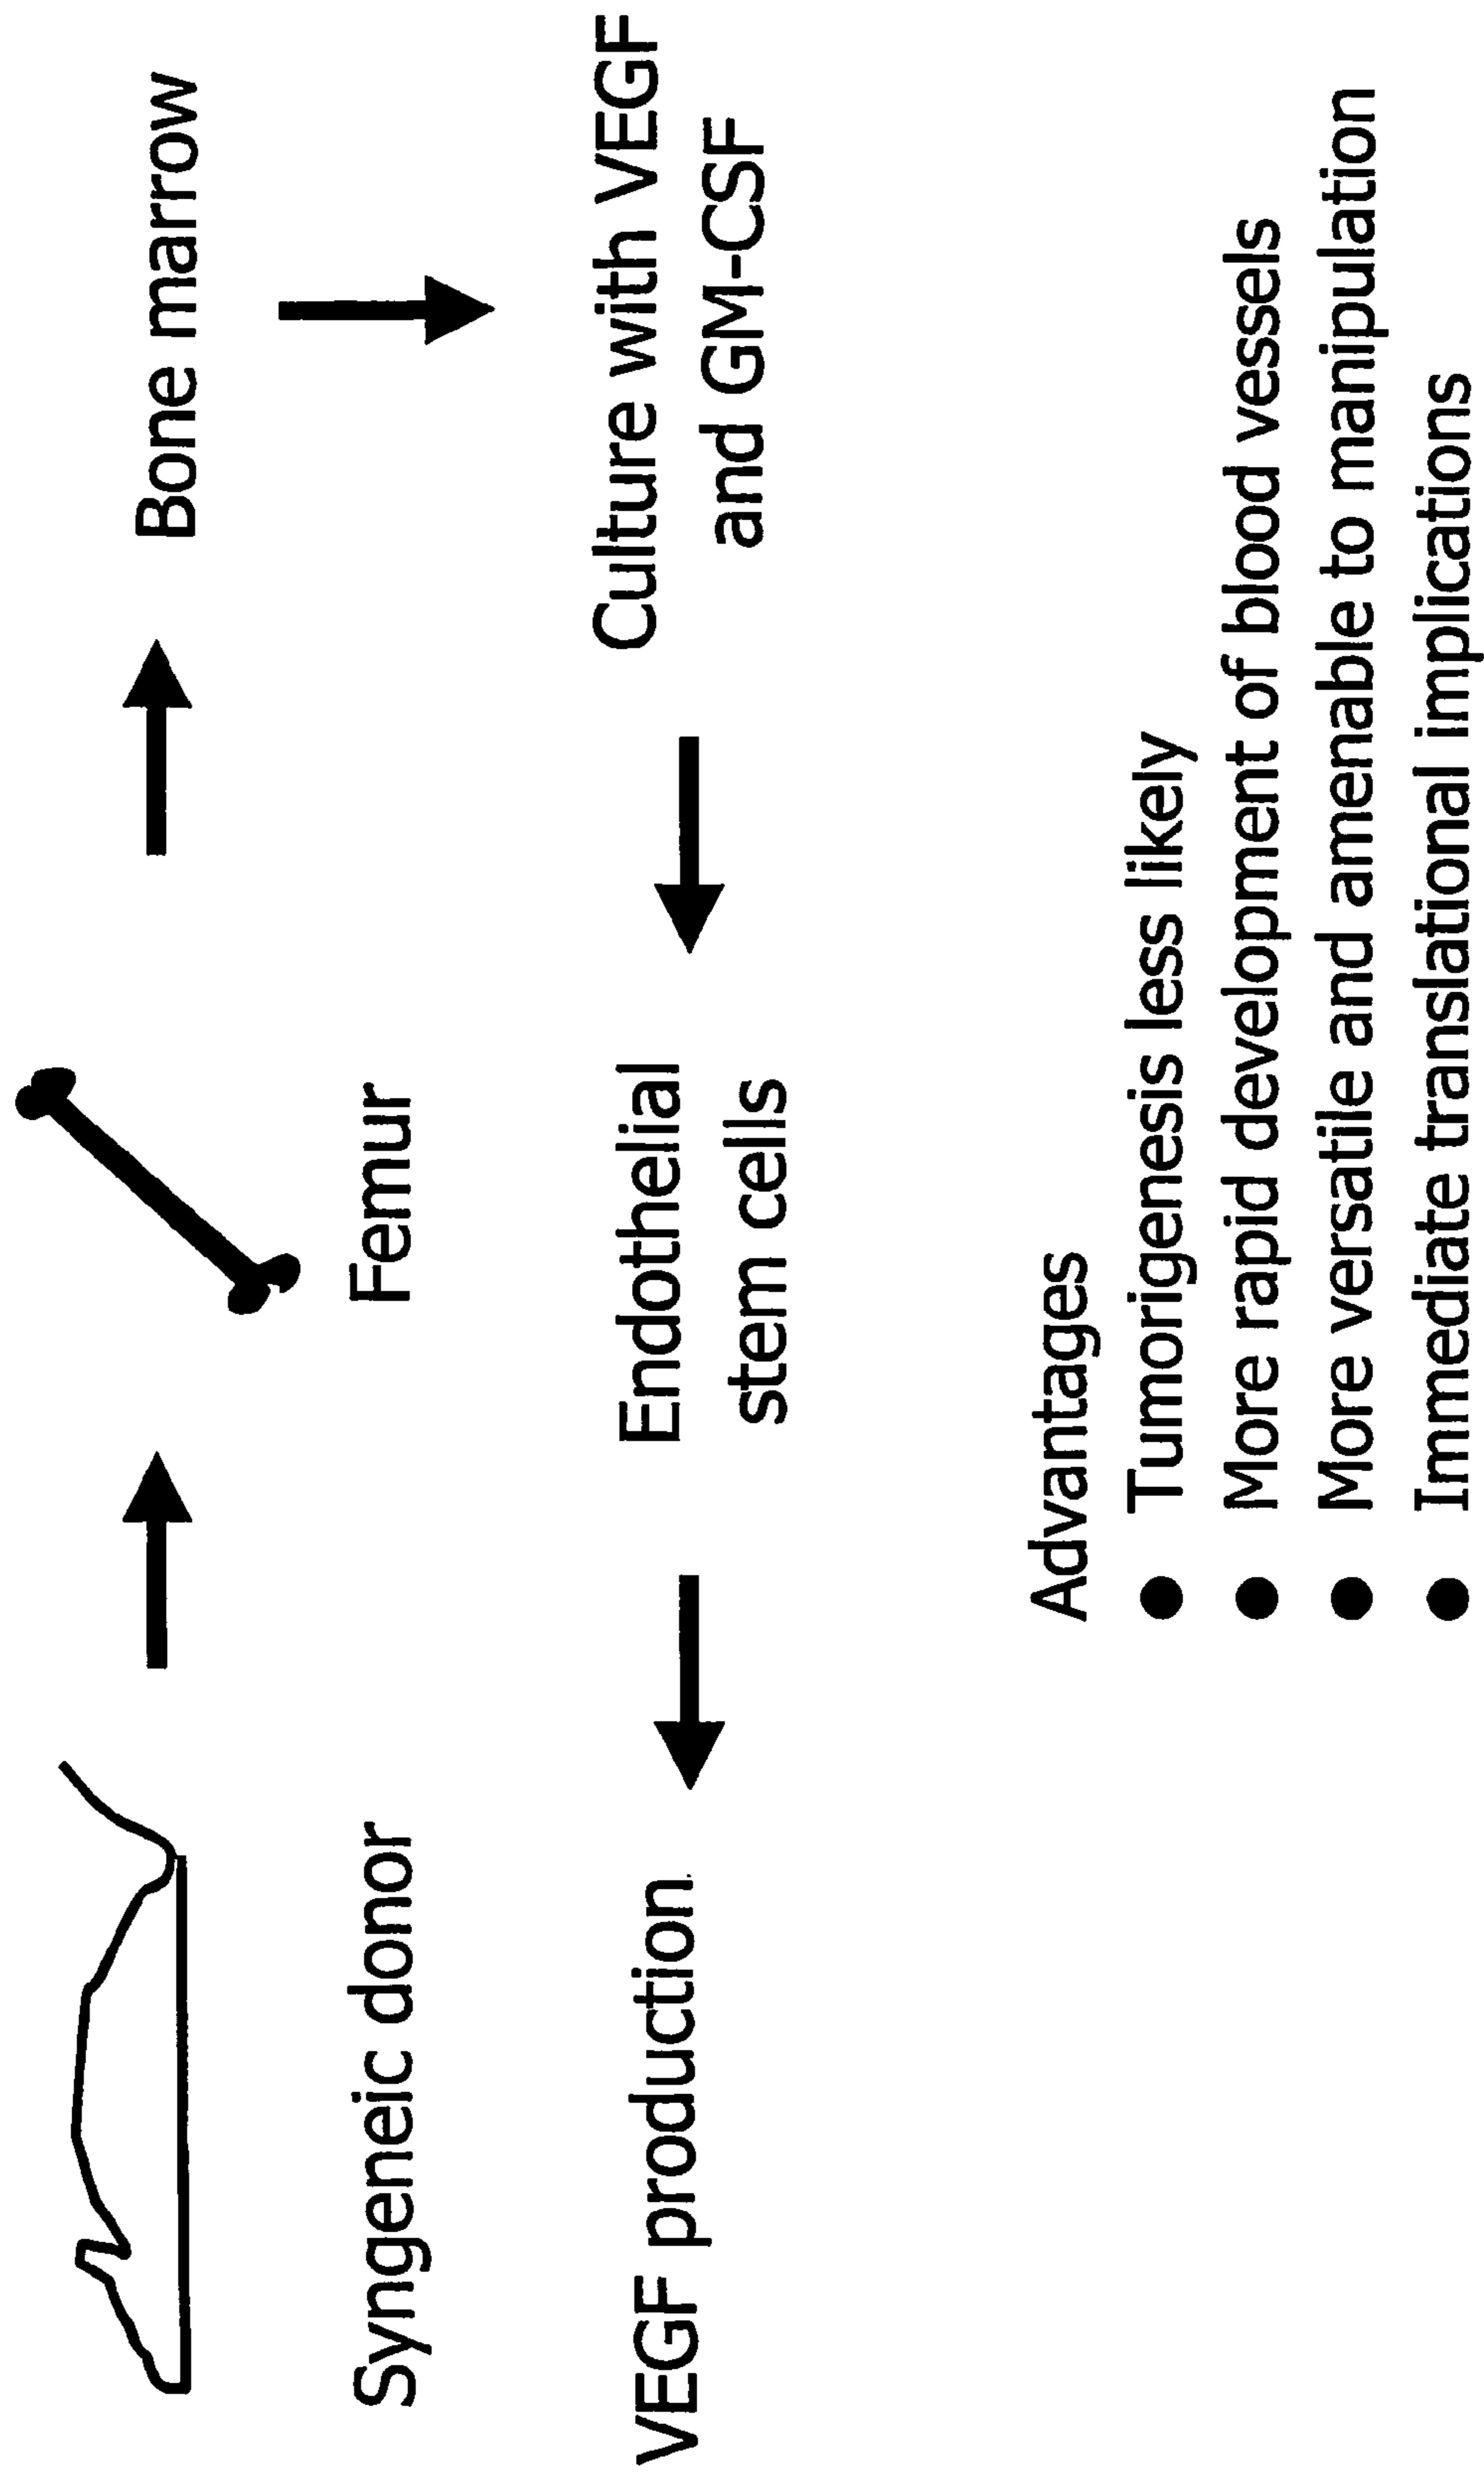 Syngeneic donor
Femur
Bone marrow
Culture with VEGF
and GM-CSF
Endothelial
stem cells
VEGF production
Advantages
● Tumorigenesis less likely
● More rapid development of blood vessels
● More versatile and amenable to manipulation
● Immediate translational implications